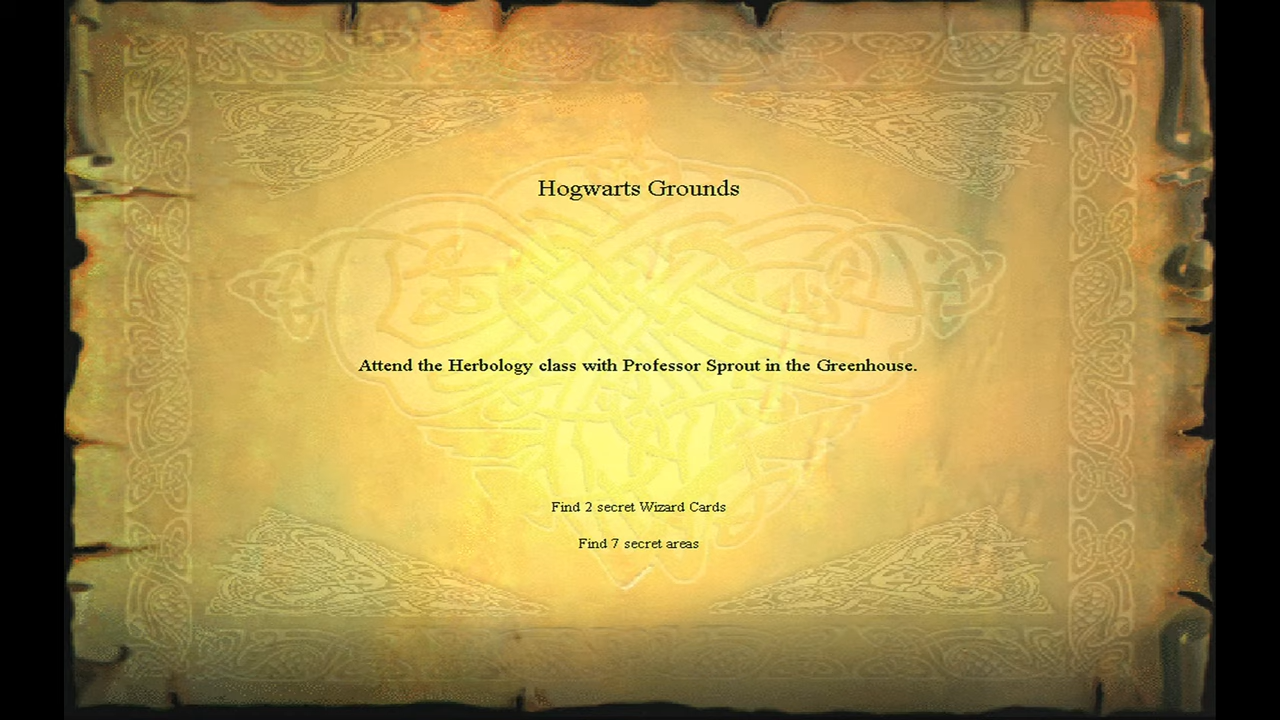 Hogwarts Grounds
Attend the Herbology class with Professor Sprout in the Greenhouse.
Find 2 secret Wizard Cards
Find 7 secret areas